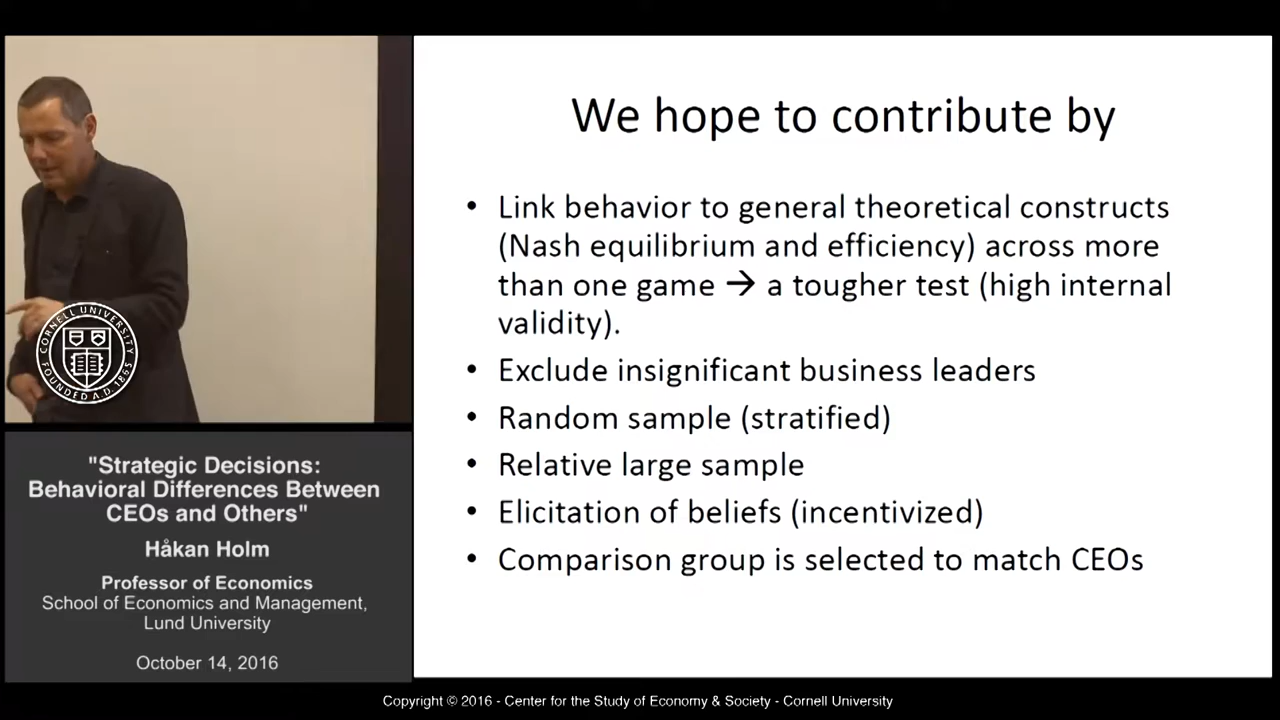 We hope to contribute by
• Link behavior to general theoretical constructs
(Nash equilibrium and efficiency) across more
than one game → a tougher test (high internal
validity).
• Exclude insignificant business leaders
• Random sample (stratified)
• Relative large sample
• Elicitation of beliefs (incentivized)
• Comparison group is selected to match CEOs
CORNELL UNIVERSITY
FOUNDED A.D. 1865
"Strategic Decisions:
Behavioral Differences Between
CEOs and Others"
Håkan Holm
Professor of Economics
School of Economics and Management,
Lund University
October 14, 2016
Copyright © 2016 - Center for the Study of Economy & Society - Cornell University